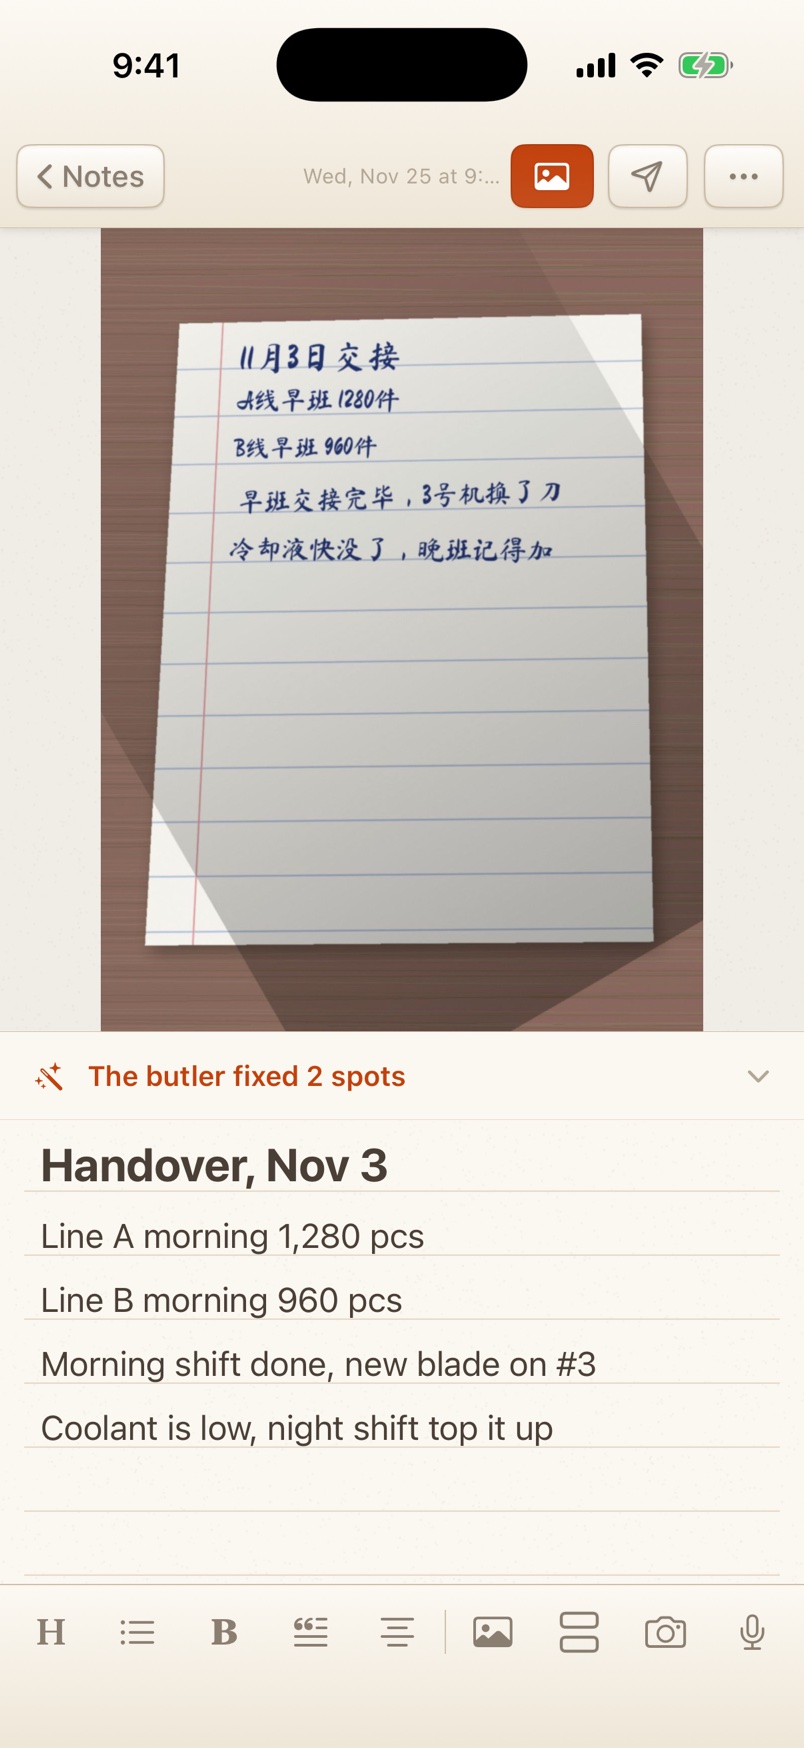 9:41
Notes
Wed, Nov 25 at 9:...
11月3日交接
A线早班1280件
B线早班960件
早班交接完毕，3号机换了刀
冷却液快没了，晚班记得加
The butler fixed 2 spots
Handover, Nov 3
Line A morning 1,280 pcs
Line B morning 960 pcs
Morning shift done, new blade on #3
Coolant is low, night shift top it up
H B